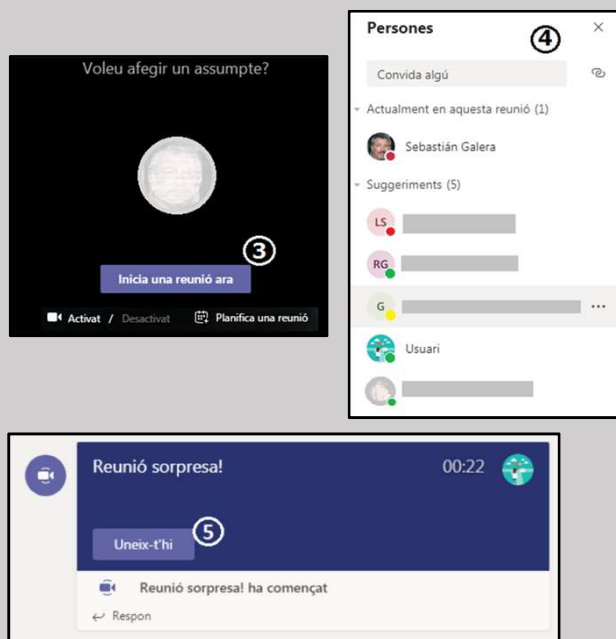 Voleu afegir un assumpte?
③
Inicia una reunió ara
Activat / Desactivat Planifica una reunió
Persones
④
Convida algú
Actualment en aquesta reunió (1)
Sebastián Galera
Suggeriments (5)
LS
RG
G
Usuari
Reunió sorpresa! 00:22
Uneix-t'hi ⑤
Reunió sorpresa! ha començat
Respon